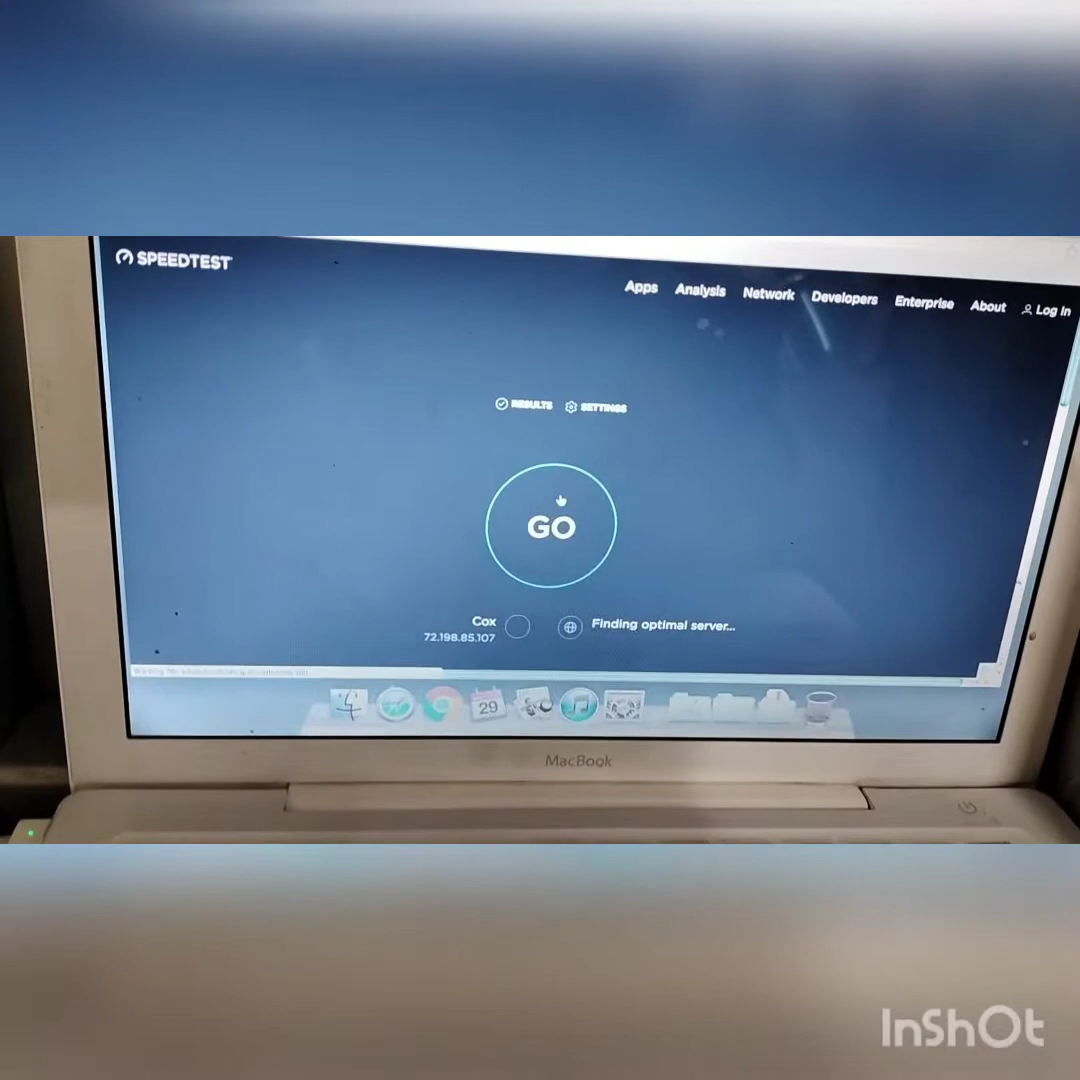 SPEEDTEST
Apps Analysis Network Developers Enterprise About Log In
RESULTS SETTINGS
GO
Cox Finding optimal server...
72.198.85.107
29
MacBook
InShOt